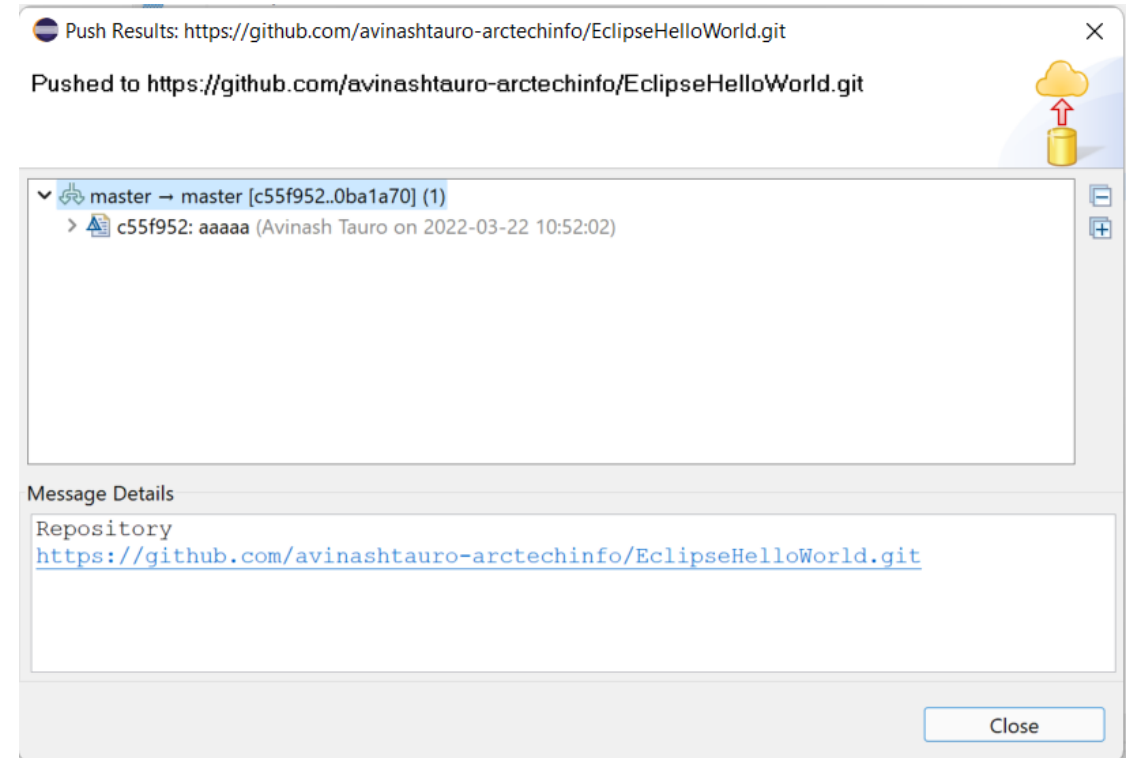 Push Results: https://github.com/avinashtauro-arctechinfo/EclipseHelloWorld.git
Pushed to https://github.com/avinashtauro-arctechinfo/EclipseHelloWorld.git
master → master [c55f952..0ba1a70] (1)
c55f952: aaaaa (Avinash Tauro on 2022-03-22 10:52:02)
Message Details
Repository
https://github.com/avinashtauro-arctechinfo/EclipseHelloWorld.git
Close